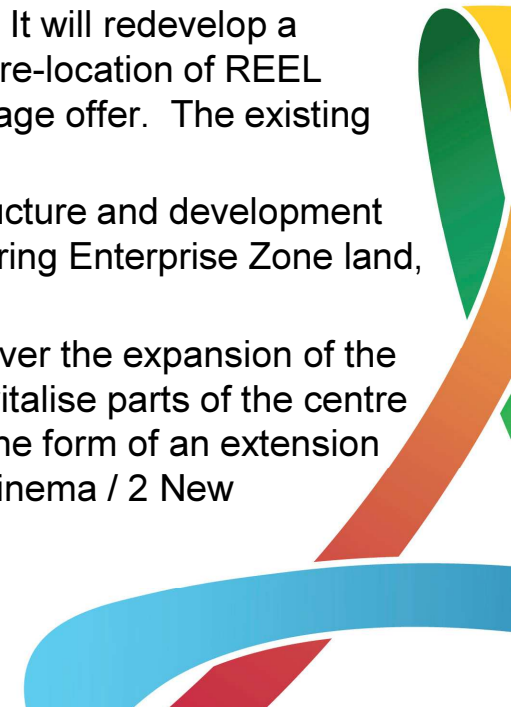 It will redevelop a
re-location of REEL
age offer. The existing
ucture and development
ring Enterprise Zone land,
ver the expansion of the
italise parts of the centre
ne form of an extension
inema / 2 New